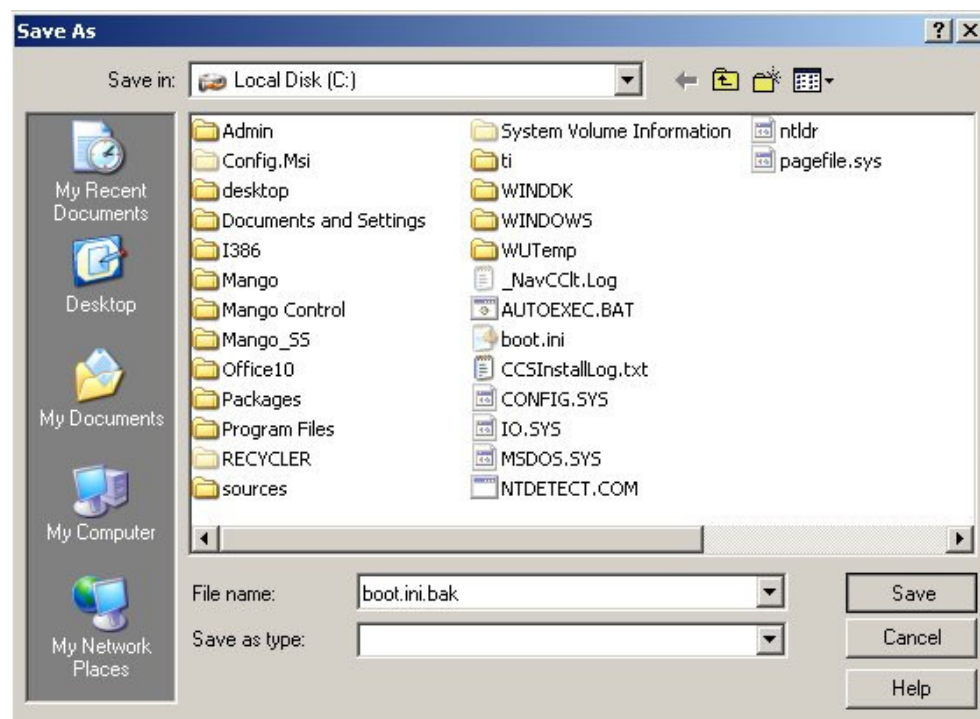 Save As
Save in:
Local Disk (C:)
My Recent
Documents
Desktop
My Documents
My Computer
My Network
Places
Admin
Config.Msi
desktop
Documents and Settings
I386
Mango
Mango Control
Mango_SS
Office10
Packages
Program Files
RECYCLER
sources
System Volume Information
ti
WINDDK
WINDOWS
WUTemp
_NavCClt.Log
AUTOEXEC.BAT
boot.ini
CCSInstallLog.txt
CONFIG.SYS
IO.SYS
MSDOS.SYS
NTDETECT.COM
ntldr
pagefile.sys
File name:
boot.ini.bak
Save
Save as type:
Cancel
Help